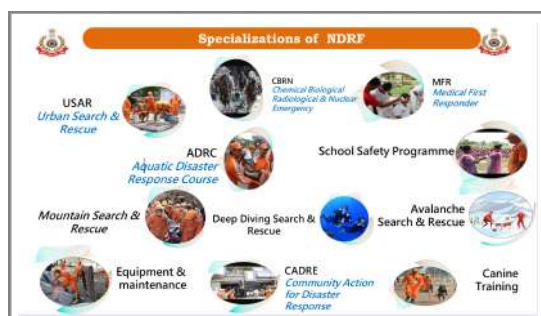 Specializations of NDRF
USAR
Urban Search &
Rescue
CBRN
Chemical Biological
Radiological & Nuclear
Emergency
MFR
Medical First
Responder
ADRC
Aquatic Disaster
Response Course
School Safety Programme
Mountain Search &
Rescue
Deep Diving Search &
Rescue
Avalanche
Search & Rescue
Equipment &
maintenance
CADRE
Community Action
for Disaster
Response
Canine
Training